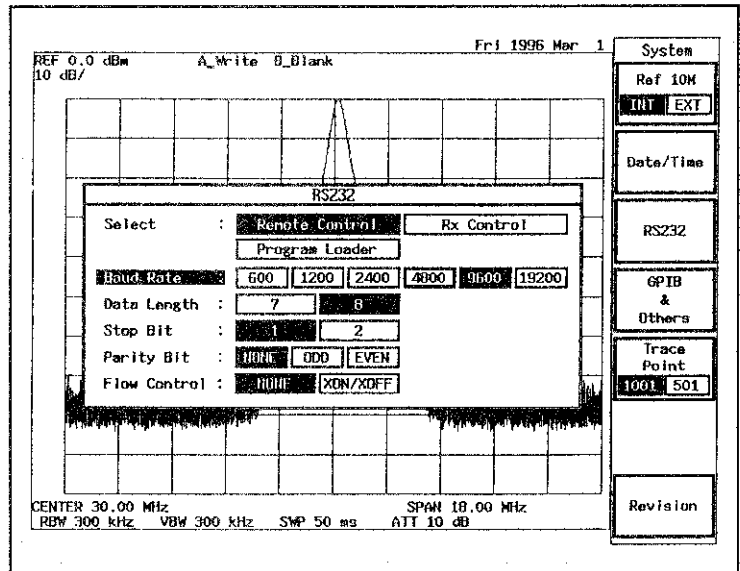 Fri 1996 Mar 1
REF 0.0 dBm A_Write B_Blank
10 dB/
RS232
Select : Remote Control Rx Control
Program Loader
Baud Rate : 600 1200 2400 4800 9600 19200
Data Length : 7 8
Stop Bit : 1 2
Parity Bit : NONE ODD EVEN
Flow Control : NONE XON/XOFF
CENTER 30.00 MHz SPAN 18.00 MHz
RBW 300 kHz VBW 300 kHz SWP 50 ms ATT 10 dB
System
Ref 10M
INT EXT
Date/Time
RS232
GPIB
&
Others
Trace
Point
1001 501
Revision